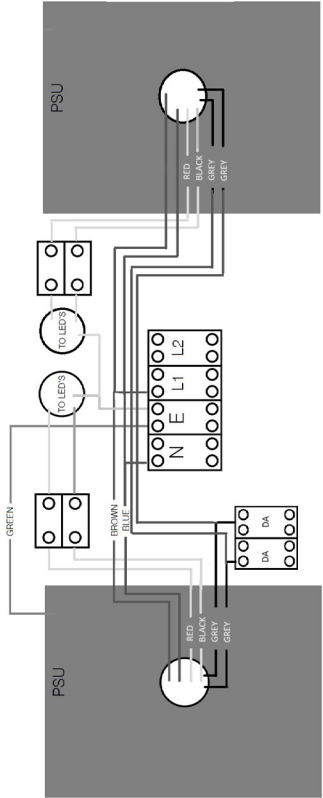 PSU
RED
BLACK
GREY
GREY
TO LED'S
L2
L1
E
N
TO LED'S
GREEN
BROWN
BLUE
DA
DA
RED
BLACK
GREY
GREY
PSU